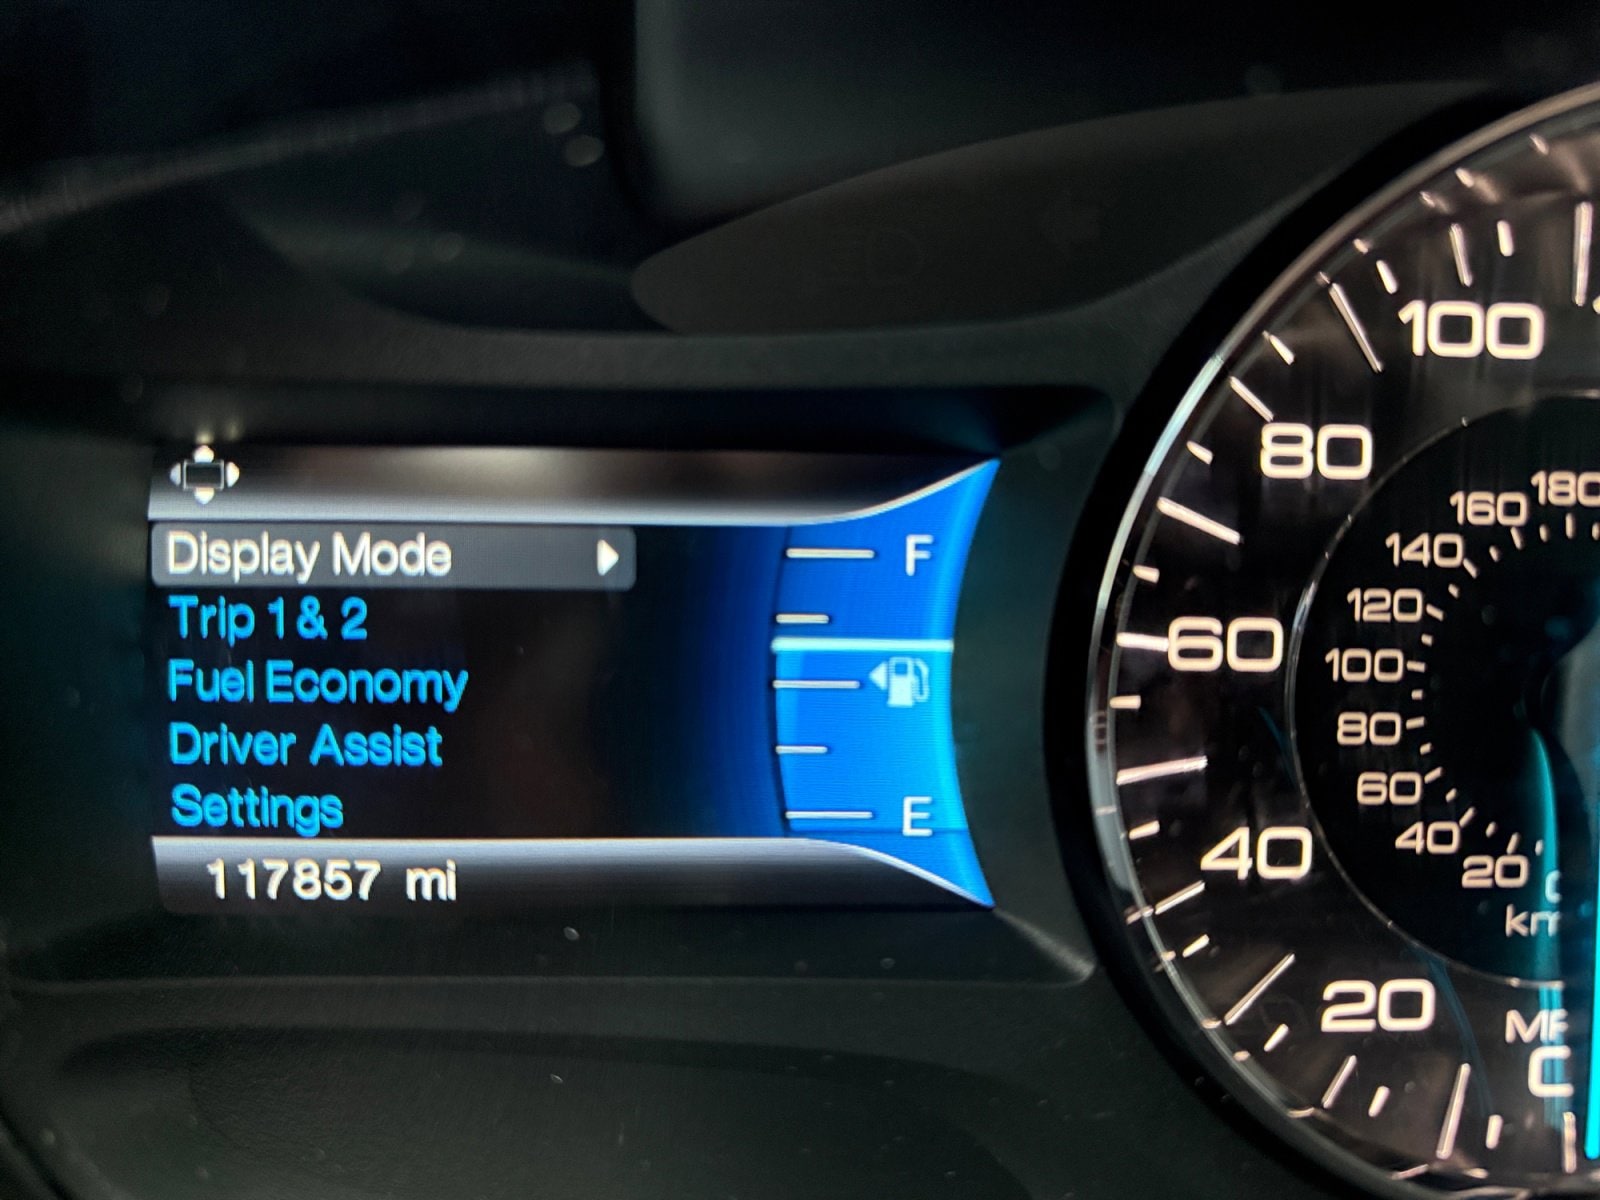 Display Mode
Trip 1 & 2
Fuel Economy
Driver Assist
Settings
117857 mi
F
E
100
80
60
40
20
180
160
140
120
100
80
60
40
20